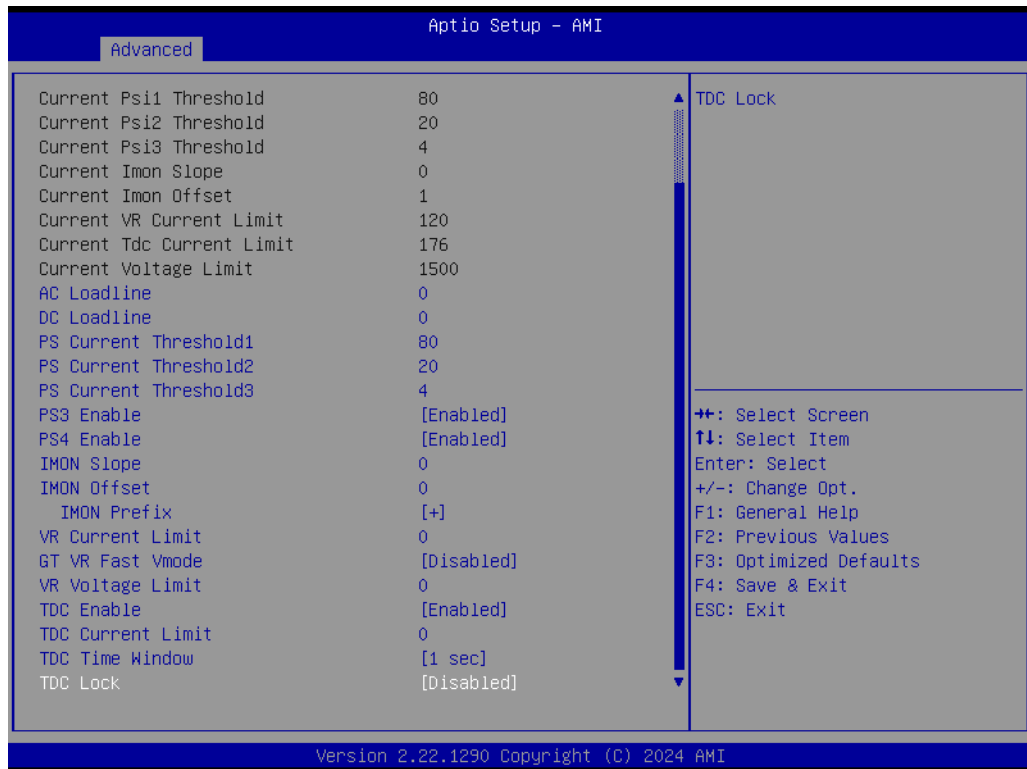 Aptio Setup – AMI
Advanced
Current Psi1 Threshold 80
Current Psi2 Threshold 20
Current Psi3 Threshold 4
Current Imon Slope 0
Current Imon Offset 1
Current VR Current Limit 120
Current Tdc Current Limit 176
Current Voltage Limit 1500
AC Loadline 0
DC Loadline 0
PS Current Threshold1 80
PS Current Threshold2 20
PS Current Threshold3 4
PS3 Enable [Enabled]
PS4 Enable [Enabled]
IMON Slope 0
IMON Offset 0
IMON Prefix [+]
VR Current Limit 0
GT VR Fast Vmode [Disabled]
VR Voltage Limit 0
TDC Enable [Enabled]
TDC Current Limit 0
TDC Time Window [1 sec]
TDC Lock [Disabled]
TDC Lock
→←: Select Screen
↑↓: Select Item
Enter: Select
+/-: Change Opt.
F1: General Help
F2: Previous Values
F3: Optimized Defaults
F4: Save & Exit
ESC: Exit
Version 2.22.1290 Copyright (C) 2024 AMI